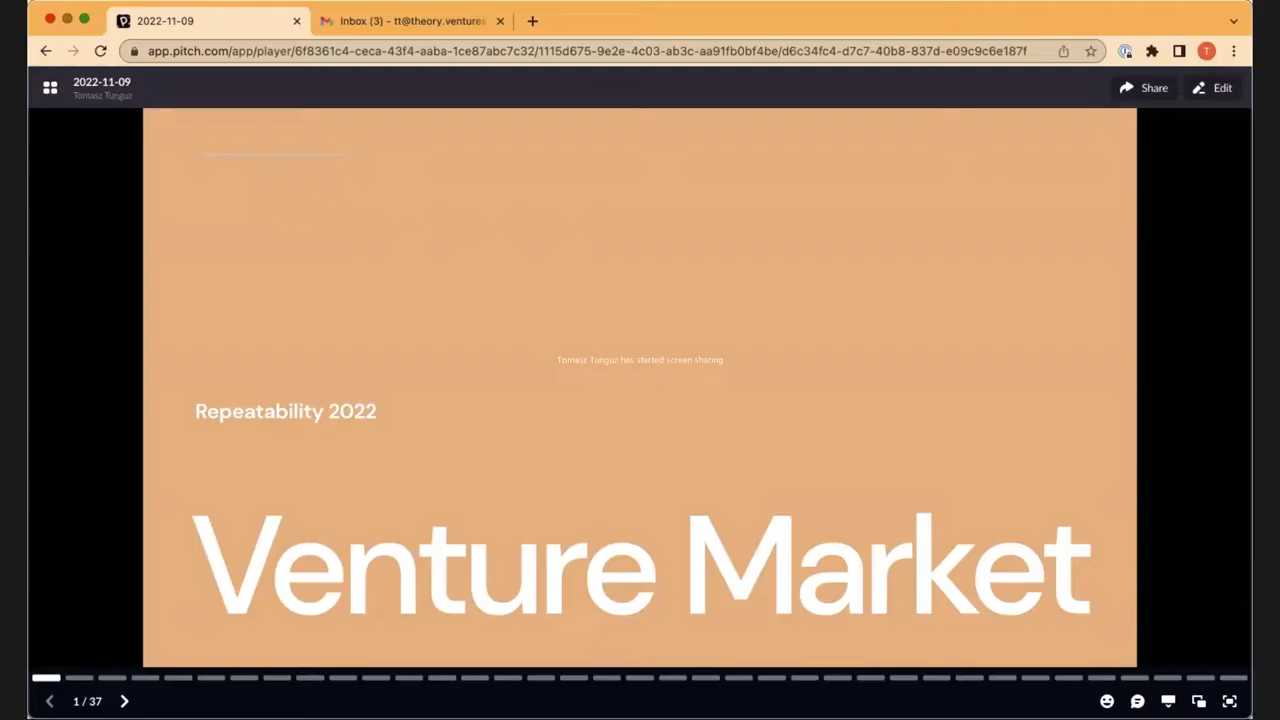 2022-11-09
Inbox (3) - tt@theory.ventures
app.pitch.com/app/player/6f8361c4-ceca-43f4-aaba-1ce87abc7c32/1115d675-9e2e-4c03-ab3c-aa91fb0bf4be/d6c34fc4-d7c7-40b8-837d-e09c9c6e187f
T
2022-11-09
Tomasz Tunguz
Share
Edit
Tomasz Tunguz has started screen sharing
Repeatability 2022
Venture Market
1 / 37